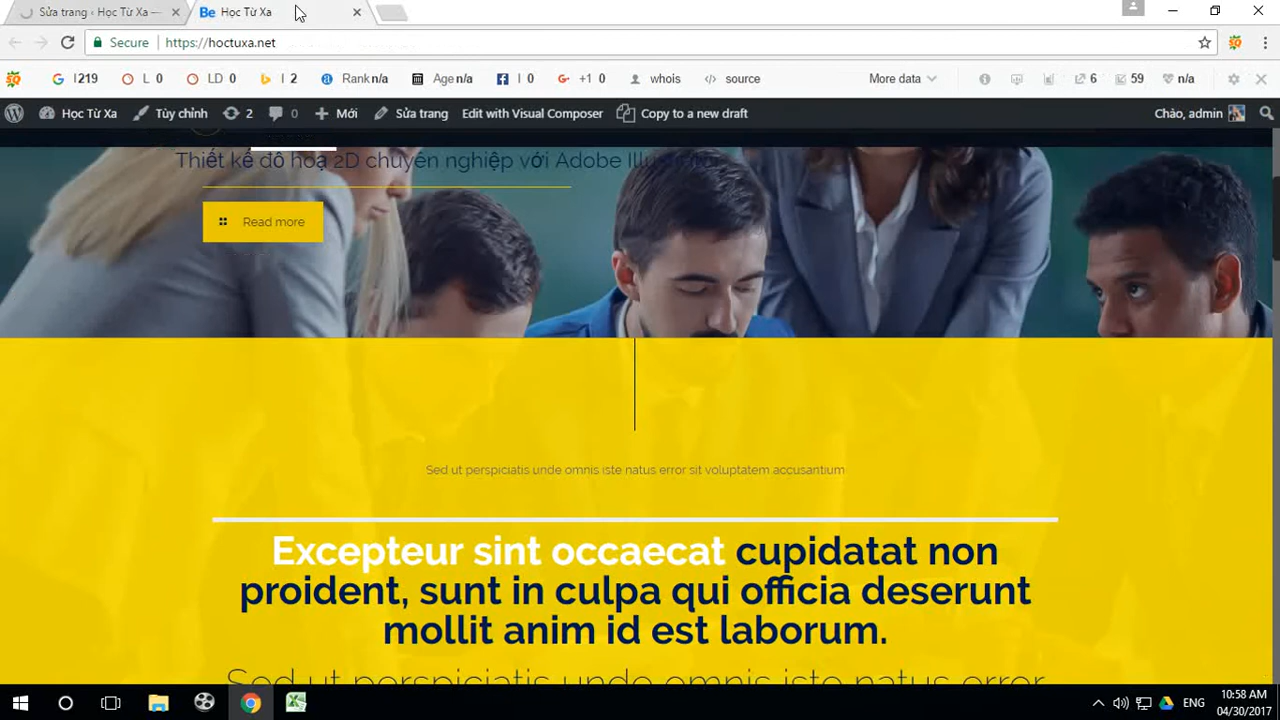 Sửa trang ‹ Học Từ Xa —
Be Học Từ Xa
Secure https://hoctuxa.net
I 219 L 0 LD 0 I 2 Rank n/a Age n/a I 0 +1 0 whois source More data 6 59 n/a
Học Từ Xa Tùy chỉnh 2 0 Mới Sửa trang Edit with Visual Composer Copy to a new draft Chào, admin
Thiết kế đồ hoạ 2D chuyên nghiệp với Adobe
Read more
Sed ut perspiciatis unde omnis iste natus error sit voluptatem accusantium
Excepteur sint occaecat cupidatat non
proident, sunt in culpa qui officia deserunt
mollit anim id est laborum.
Sed ut perspiciatis unde omnis iste natus error
ENG
10:58 AM
04/30/2017